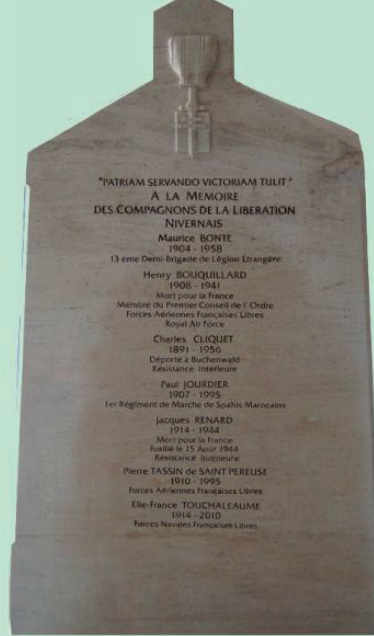 "PATRIAM SERVANDO VICTORIAM TULIT"
A LA MEMOIRE
DES COMPAGNONS DE LA LIBERATION
NIVERNAIS
Maurice BONTE
1904 - 1958
13 ème Demi-Brigade de Légion Etrangère
Henry BOUQUILLARD
1908 - 1941
Mort pour la France
Membre du Premier Conseil de l'Ordre
Forces Aériennes Françaises Libres
Royal Air Force
Charles CLIQUET
1891 - 1956
Déporté à Buchenwald
Résistance Intérieure
Paul JOURDIER
1907 - 1995
1er Régiment de Marche de Spahis Marocains
Jacques RENARD
1914 - 1944
Mort pour la France
Fusillé le 15 Août 1944
Résistance Intérieure
Pierre TASSIN de SAINT PEREUSE
1910 - 1995
Forces Aériennes Françaises Libres
Elie-France TOUCHALEAUME
1914 - 2010
Forces Navales Françaises Libres